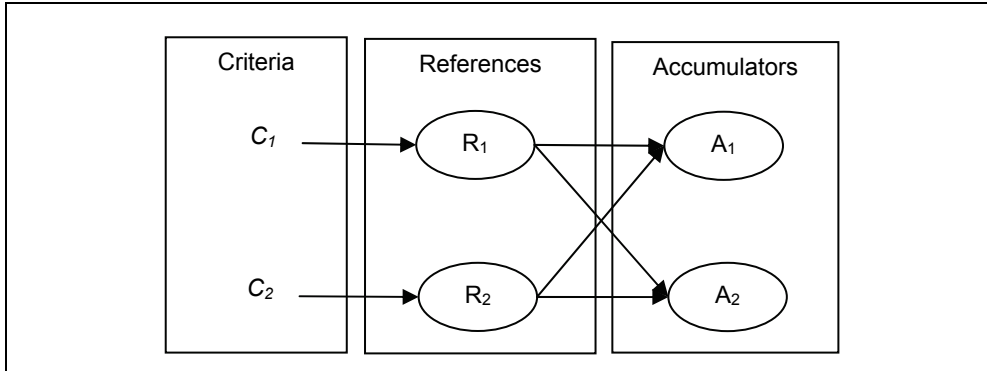 Criteria References Accumulators
C₁ R₁ A₁
C₂ R₂ A₂